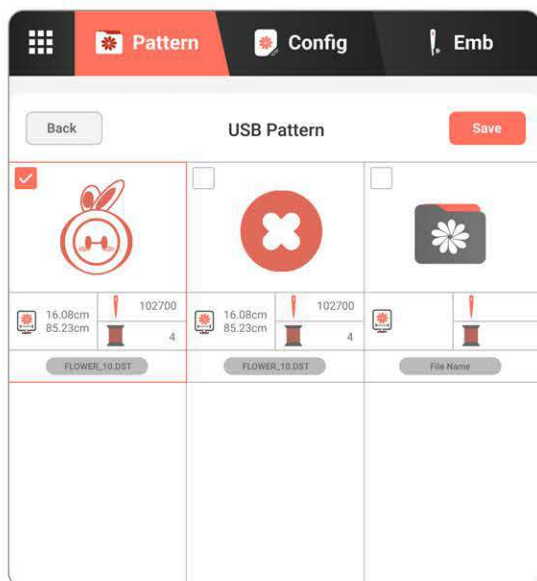 Pattern
Config
Emb
Back
USB Pattern
Save
16.08cm
85.23cm
102700
4
16.08cm
85.23cm
102700
4
FLOWER_10.DST
FLOWER_10.DST
File Name